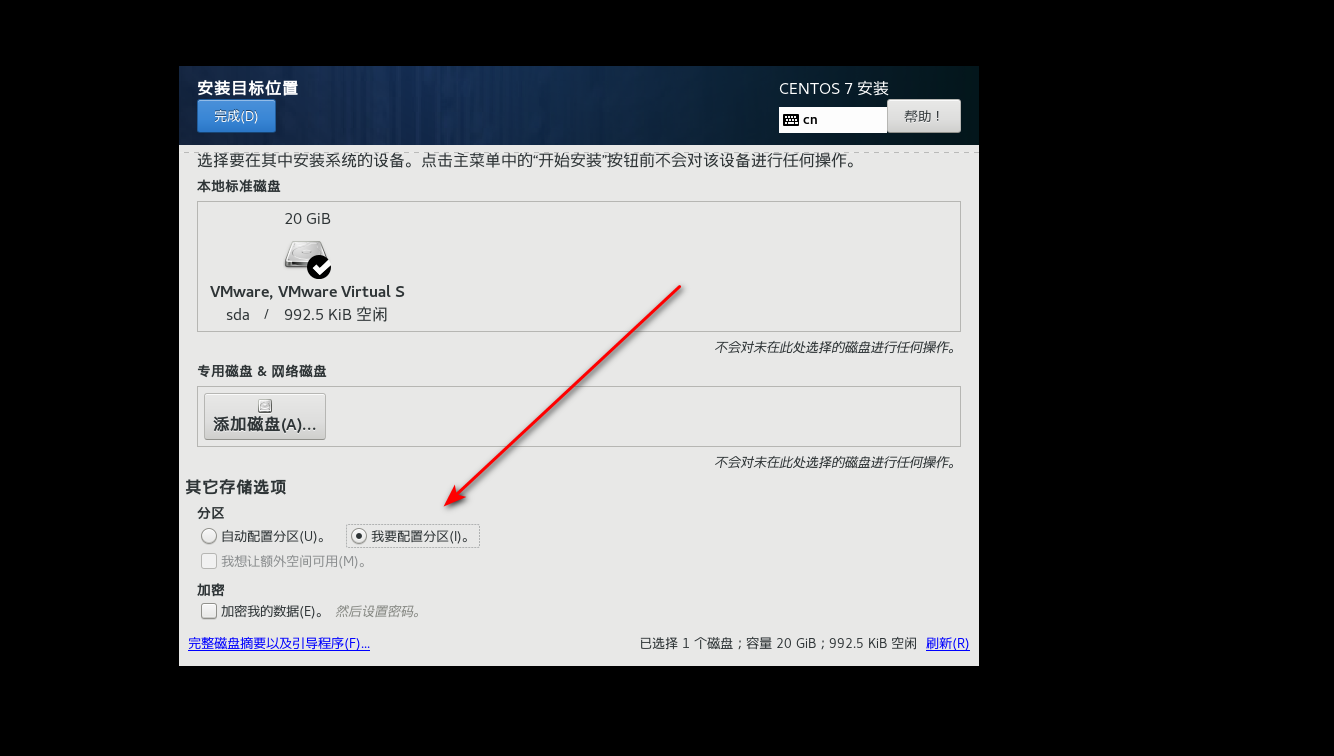 安装目标位置
CENTOS 7 安装
完成(D)
cn
帮助！
选择要在其中安装系统的设备。点击主菜单中的“开始安装”按钮前不会对该设备进行任何操作。
本地标准磁盘
20 GiB
VMware, VMware Virtual S
sda / 992.5 KiB 空闲
不会对未在此处选择的磁盘进行任何操作。
专用磁盘 & 网络磁盘
添加磁盘(A)...
不会对未在此处选择的磁盘进行任何操作。
其它存储选项
分区
自动配置分区(U)。 我要配置分区(I)。
我想让额外空间可用(M)。
加密
加密我的数据(E)。 然后设置密码。
完整磁盘摘要以及引导程序(F)... 已选择 1 个磁盘；容量 20 GiB；992.5 KiB 空闲 刷新(R)